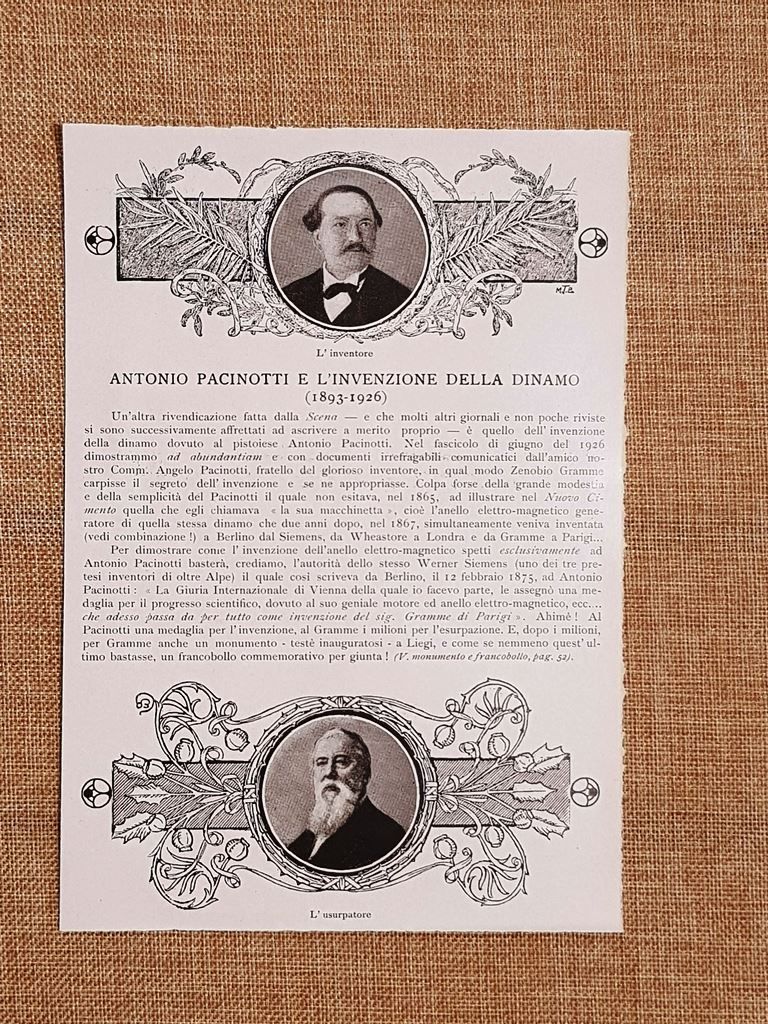 M.T.a
L' inventore
ANTONIO PACINOTTI E L'INVENZIONE DELLA DINAMO
(1893-1926)
Un'altra rivendicazione fatta dalla Scena — e che molti altri giornali e non poche riviste
si sono successivamente affrettati ad ascrivere a merito proprio — è quello dell'invenzione
della dinamo dovuto al pistoiese Antonio Pacinotti. Nel fascicolo di giugno del 1926
dimostrammo ad abundantiam e con documenti irrefragabili comunicatici dall'amico no-
stro Comm. Angelo Pacinotti, fratello del glorioso inventore, in qual modo Zenobio Gramme
carpisse il segreto dell'invenzione e se ne appropriasse. Colpa forse della grande modestia
e della semplicità del Pacinotti il quale non esitava, nel 1865, ad illustrare nel Nuovo Ci-
mento quella che egli chiamava « la sua macchinetta », cioè l'anello elettro-magnetico gene-
ratore di quella stessa dinamo che due anni dopo, nel 1867, simultaneamente veniva inventata
(vedi combinazione !) a Berlino dal Siemens, da Wheastore a Londra e da Gramme a Parigi...
Per dimostrare come l'invenzione dell'anello elettro-magnetico spetti esclusivamente ad
Antonio Pacinotti basterà, crediamo, l'autorità dello stesso Werner Siemens (uno dei tre pre-
tesi inventori di oltre Alpe) il quale così scriveva da Berlino, il 12 febbraio 1875, ad Antonio
Pacinotti : « La Giuria Internazionale di Vienna della quale io facevo parte, le assegnò una me-
daglia per il progresso scientifico, dovuto al suo geniale motore ed anello elettro-magnetico, ecc...
che adesso passa da per tutto come invenzione del sig. Gramme di Parigi ». Ahimè ! Al
Pacinotti una medaglia per l'invenzione, al Gramme i milioni per l'esurpazione. E, dopo i milioni,
per Gramme anche un monumento - testè inauguratosi - a Liegi, e come se nemmeno quest'ul-
timo bastasse, un francobollo commemorativo per giunta ! (V. monumento e francobollo, pag. 52).
L' usurpatore